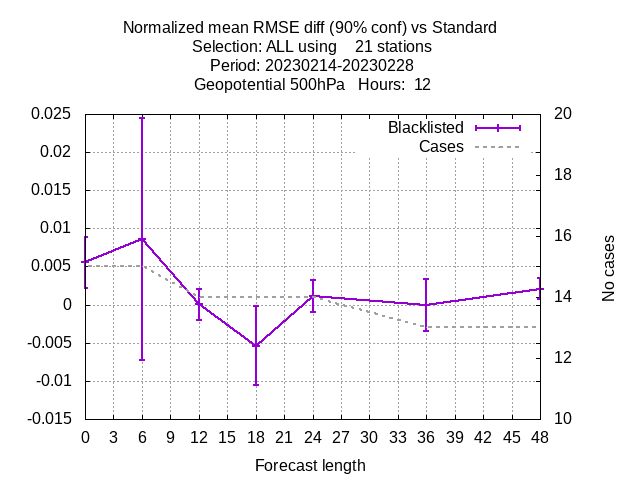 Normalized mean RMSE diff (90% conf) vs Standard
Selection: ALL using    21 stations
Period: 20230214-20230228
Geopotential 500hPa   Hours:  12
0.025
0.02
0.015
0.01
0.005
0
-0.005
-0.01
-0.015
20
18
16
14
12
10
Blacklisted
Cases
No cases
0 3 6 9 12 15 18 21 24 27 30 33 36 39 42 45 48
Forecast length